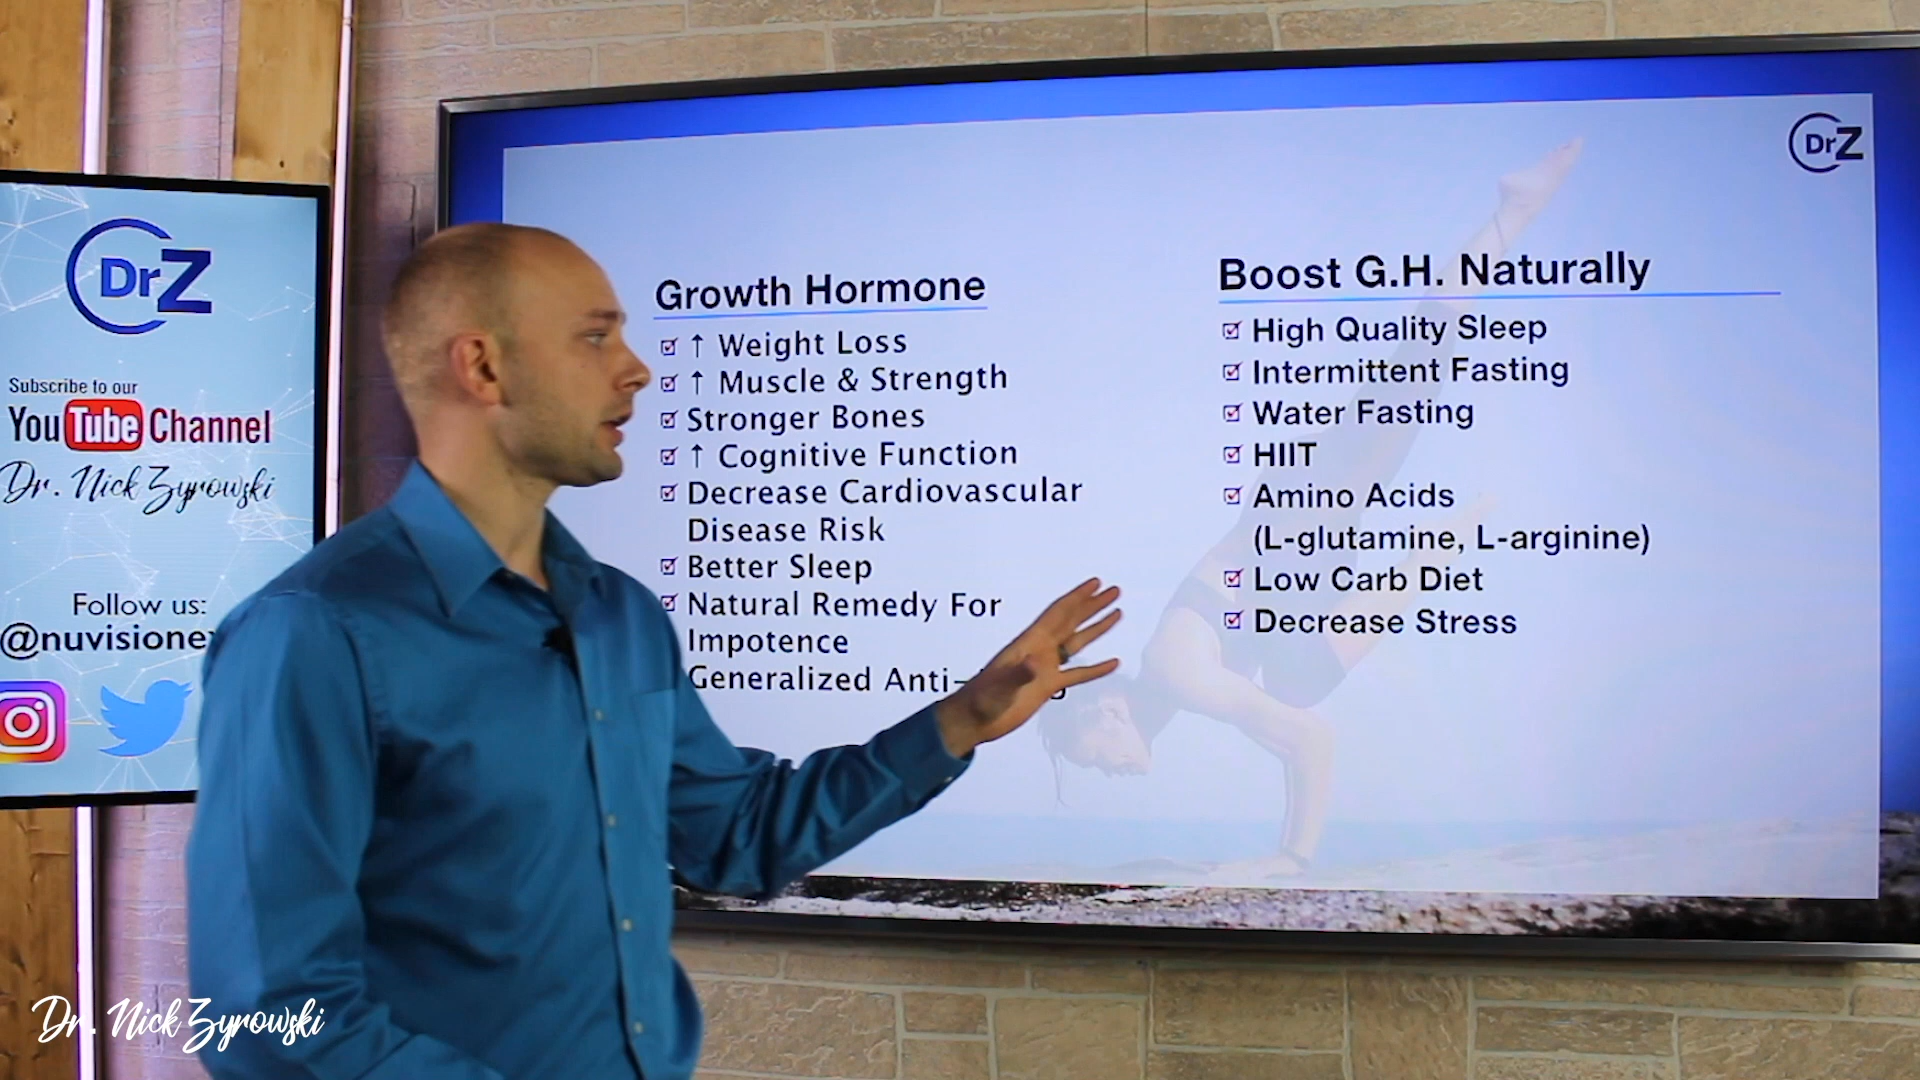 DrZ
Subscribe to our
YouTube Channel
Dr. Nick Zyrowski
Follow us:
Growth Hormone
↑ Weight Loss
↑ Muscle & Strength
Stronger Bones
↑ Cognitive Function
Decrease Cardiovascular
Disease Risk
Better Sleep
Natural Remedy For
Impotence
Generalized
Boost G.H. Naturally
High Quality Sleep
Intermittent Fasting
Water Fasting
HIIT
Amino Acids
(L-glutamine, L-arginine)
Low Carb Diet
Decrease Stress
DrZ
Dr. Nick Zyrowski